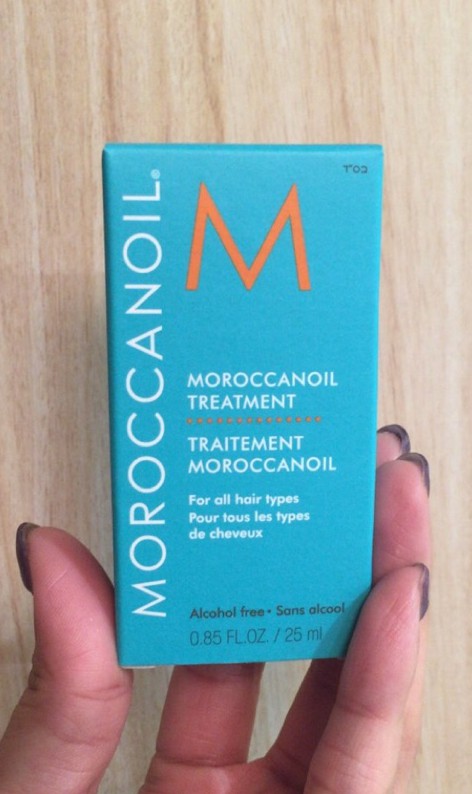 בס"ד
MOROCCANOIL®
M
MOROCCANOIL
TREATMENT
TRAITEMENT
MOROCCANOIL
For all hair types
Pour tous les types
de cheveux
Alcohol free • Sans alcool
0.85 FL.OZ. / 25 ml